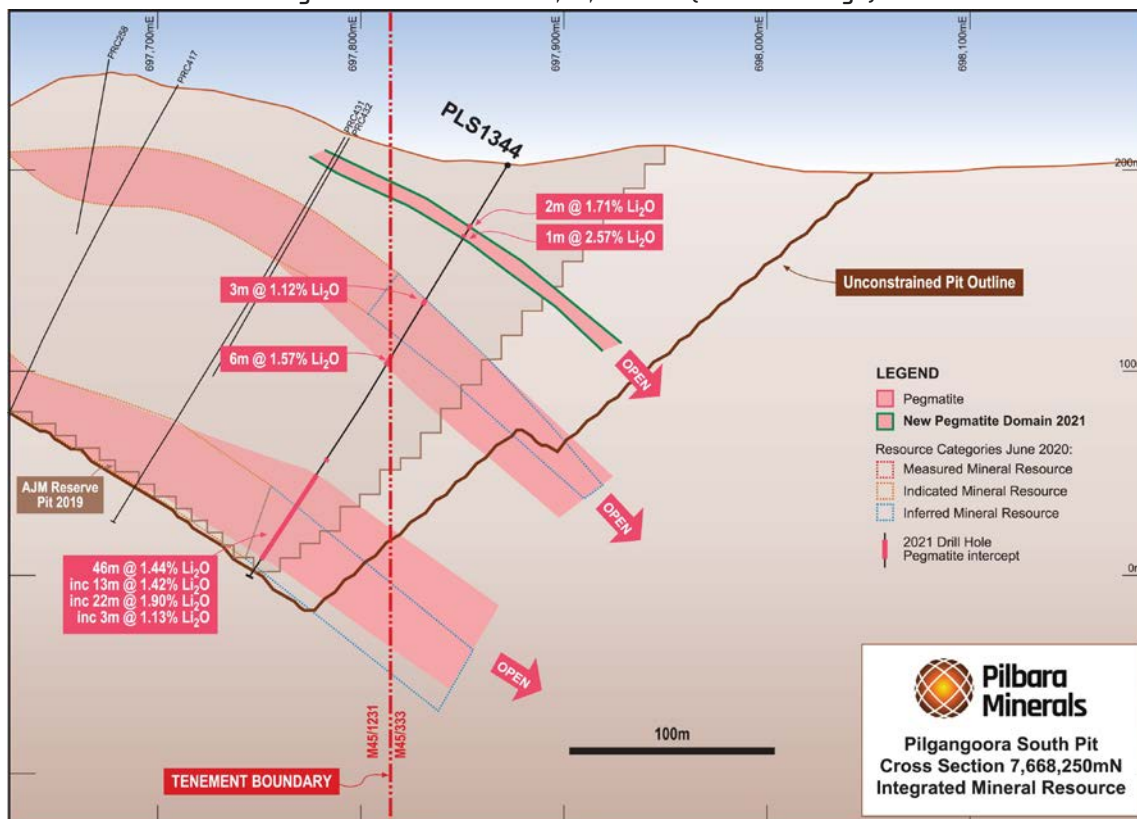 697,700mE
697,800mE
697,900mE
698,000mE
698,100mE
PRC258
PRC417
PRC431
PRC432
PLS1344
200m
2m @ 1.71% Li₂O
1m @ 2.57% Li₂O
3m @ 1.12% Li₂O
Unconstrained Pit Outline
6m @ 1.57% Li₂O
OPEN
100m
LEGEND
Pegmatite
New Pegmatite Domain 2021
Resource Categories June 2020:
Measured Mineral Resource
Indicated Mineral Resource
Inferred Mineral Resource
2021 Drill Hole
Pegmatite intercept
AJM Reserve
Pit 2019
OPEN
46m @ 1.44% Li₂O
inc 13m @ 1.42% Li₂O
inc 22m @ 1.90% Li₂O
inc 3m @ 1.13% Li₂O
OPEN
M45/1231
M45/333
TENEMENT BOUNDARY
100m
Pilbara
Minerals
Pilgangoora South Pit
Cross Section 7,668,250mN
Integrated Mineral Resource